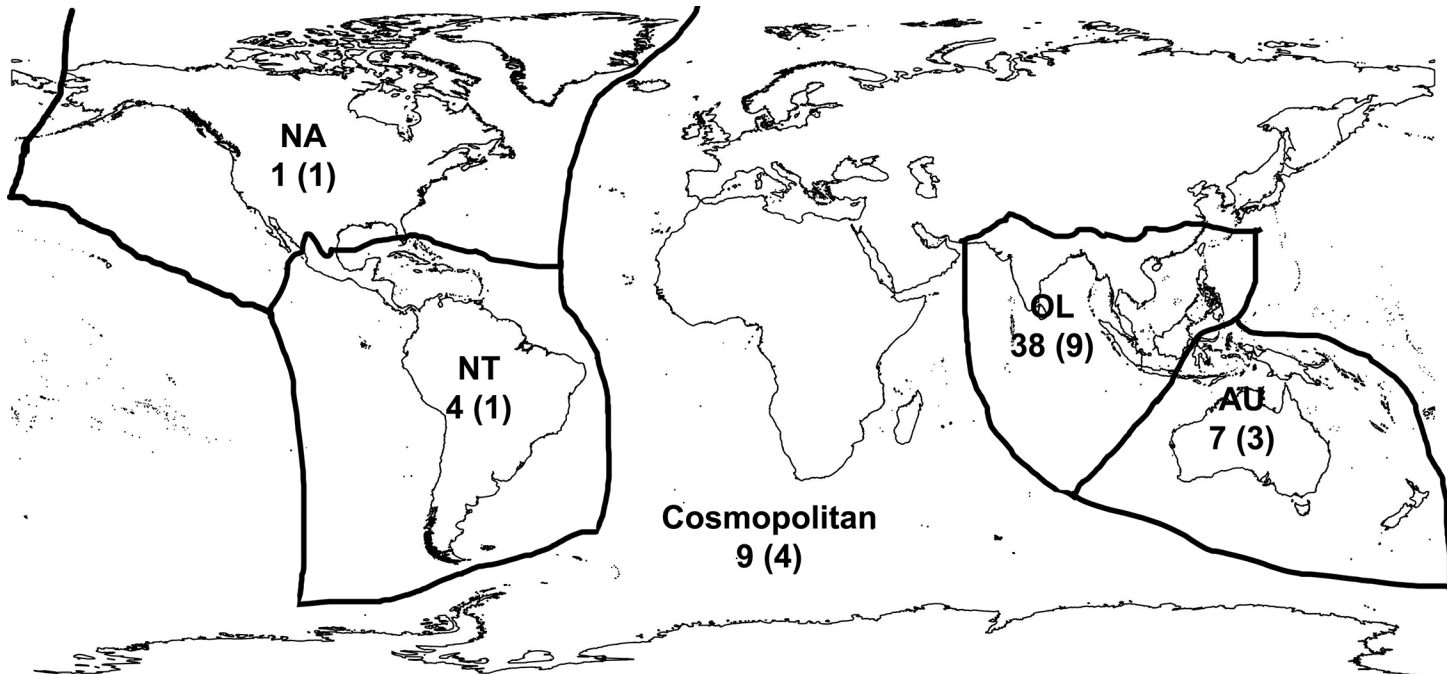 NA
1 (1)
NT
4 (1)
OL
38 (9)
AU
7 (3)
Cosmopolitan
9 (4)